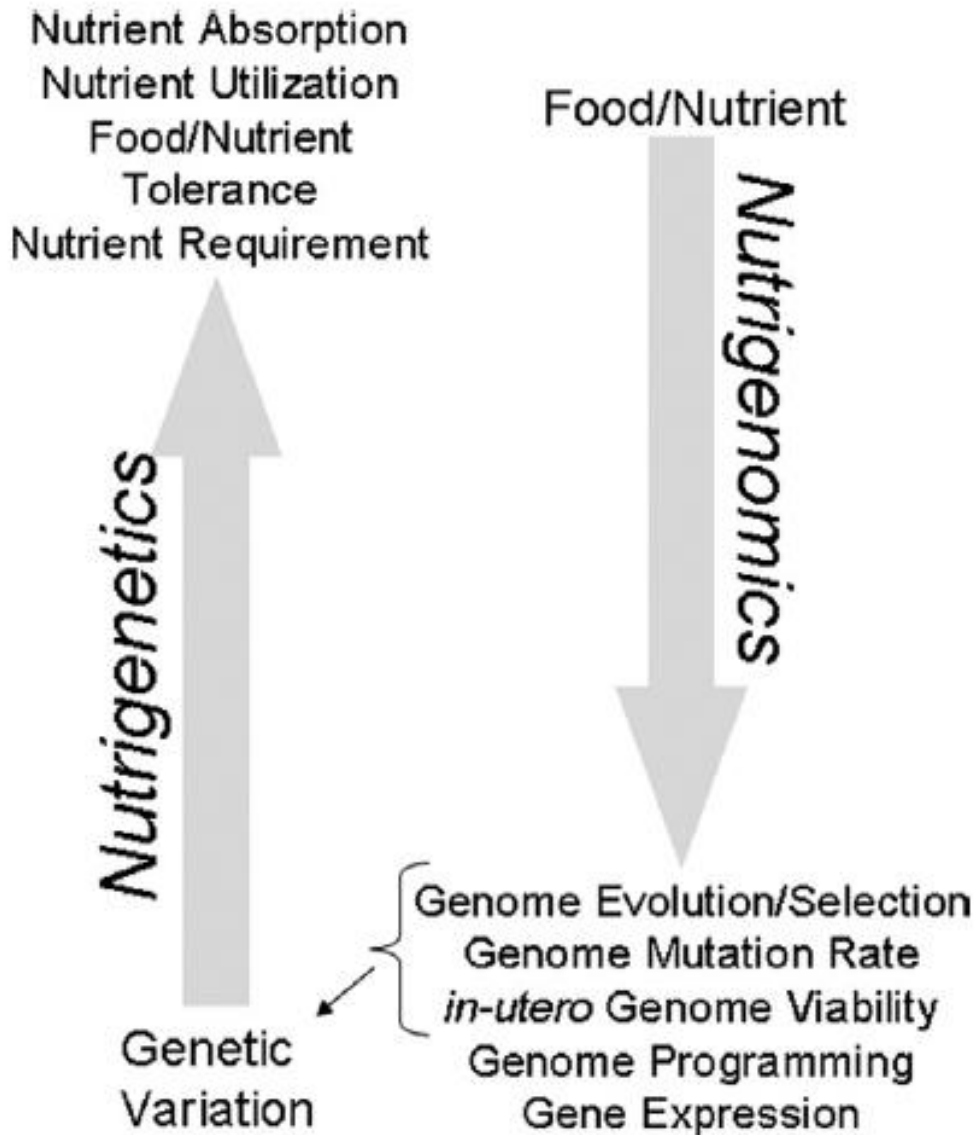 Nutrient Absorption
Nutrient Utilization
Food/Nutrient
Tolerance
Nutrient Requirement
Nutrigenetics
Genetic
Variation
Food/Nutrient
Nutrigenomics
Genome Evolution/Selection
Genome Mutation Rate
in-utero Genome Viability
Genome Programming
Gene Expression